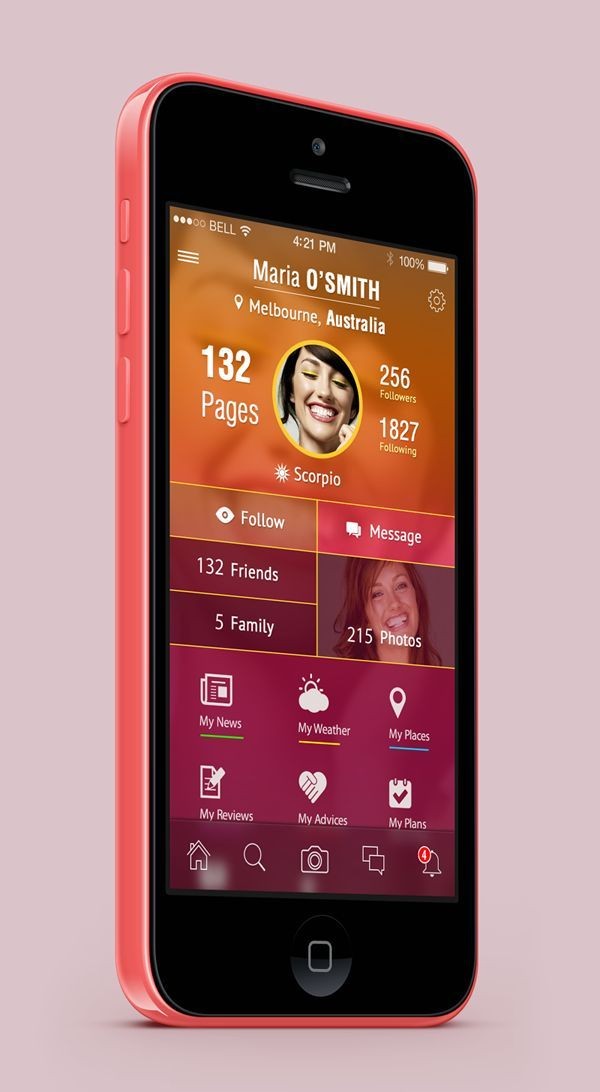 BELL
4:21 PM
100%
Maria O'SMITH
Melbourne, Australia
132
Pages
256
Followers
1827
Following
Scorpio
Follow
Message
132 Friends
5 Family
215 Photos
My News
My Weather
My Places
My Reviews
My Advices
My Plans
4